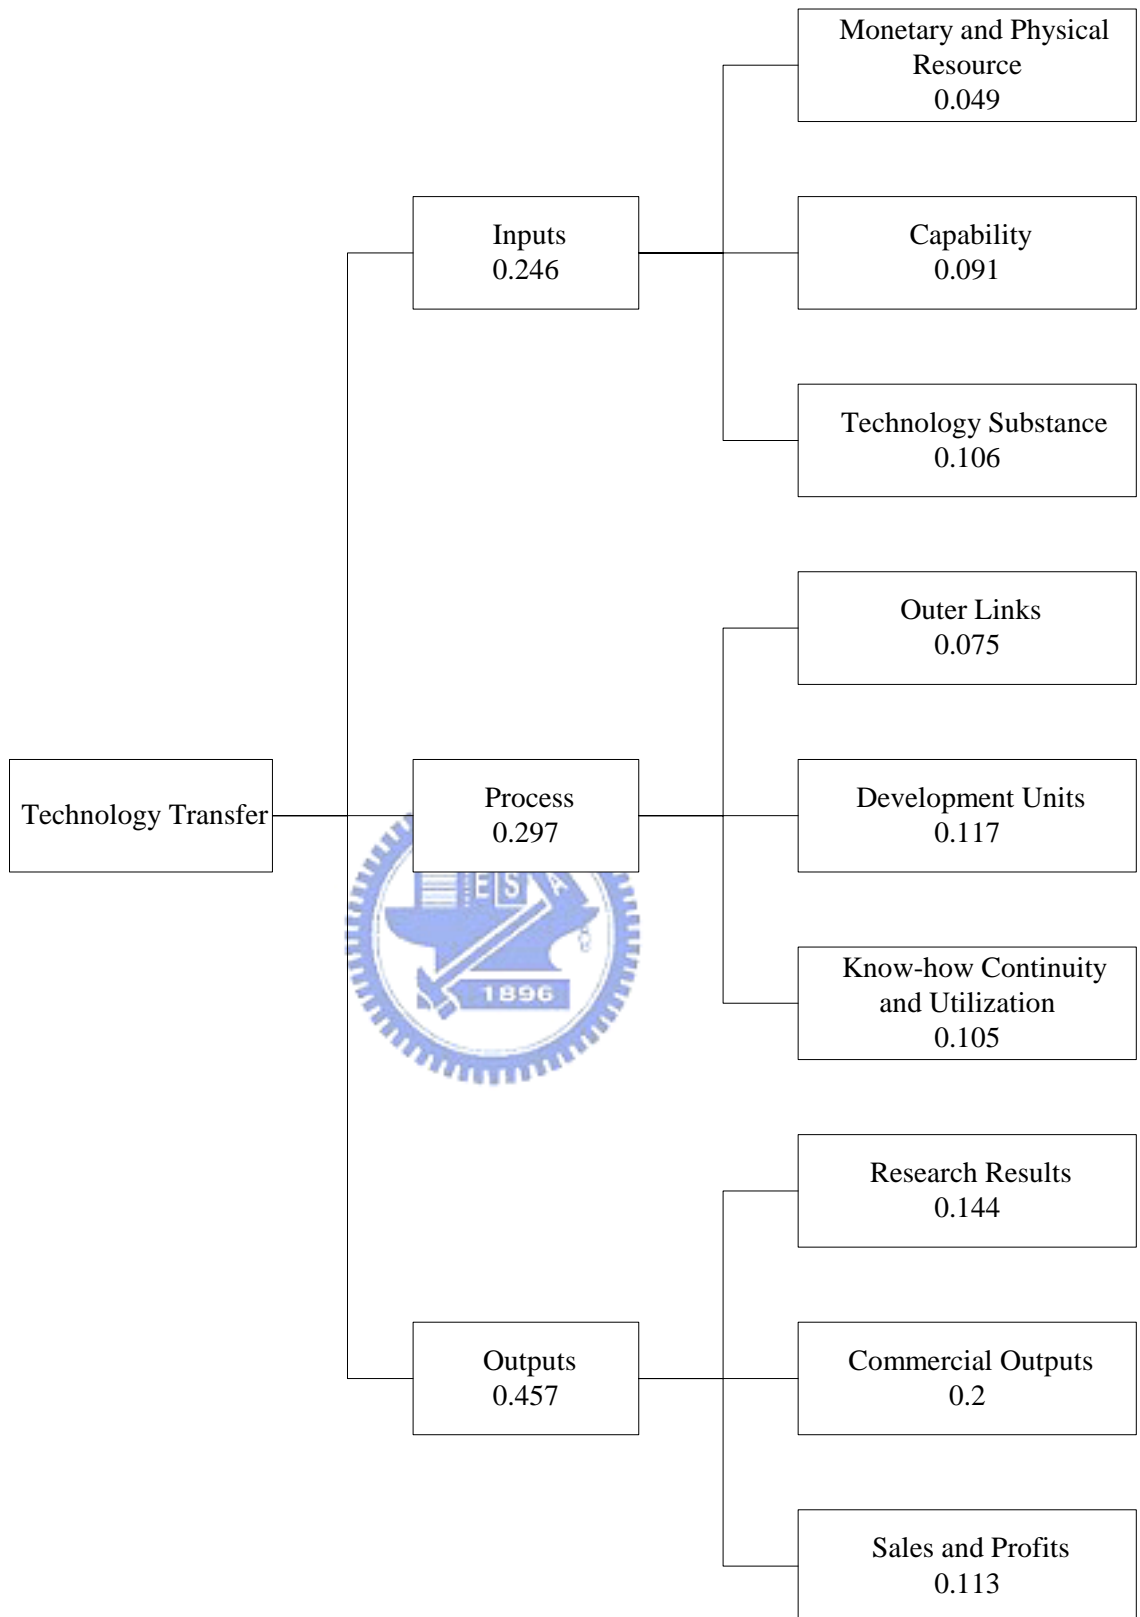 Technology Transfer
Inputs
0.246
Monetary and Physical
Resource
0.049
Capability
0.091
Technology Substance
0.106
Process
0.297
Outer Links
0.075
Development Units
0.117
Know-how Continuity
and Utilization
0.105
Outputs
0.457
Research Results
0.144
Commercial Outputs
0.2
Sales and Profits
0.113
E S A
1896